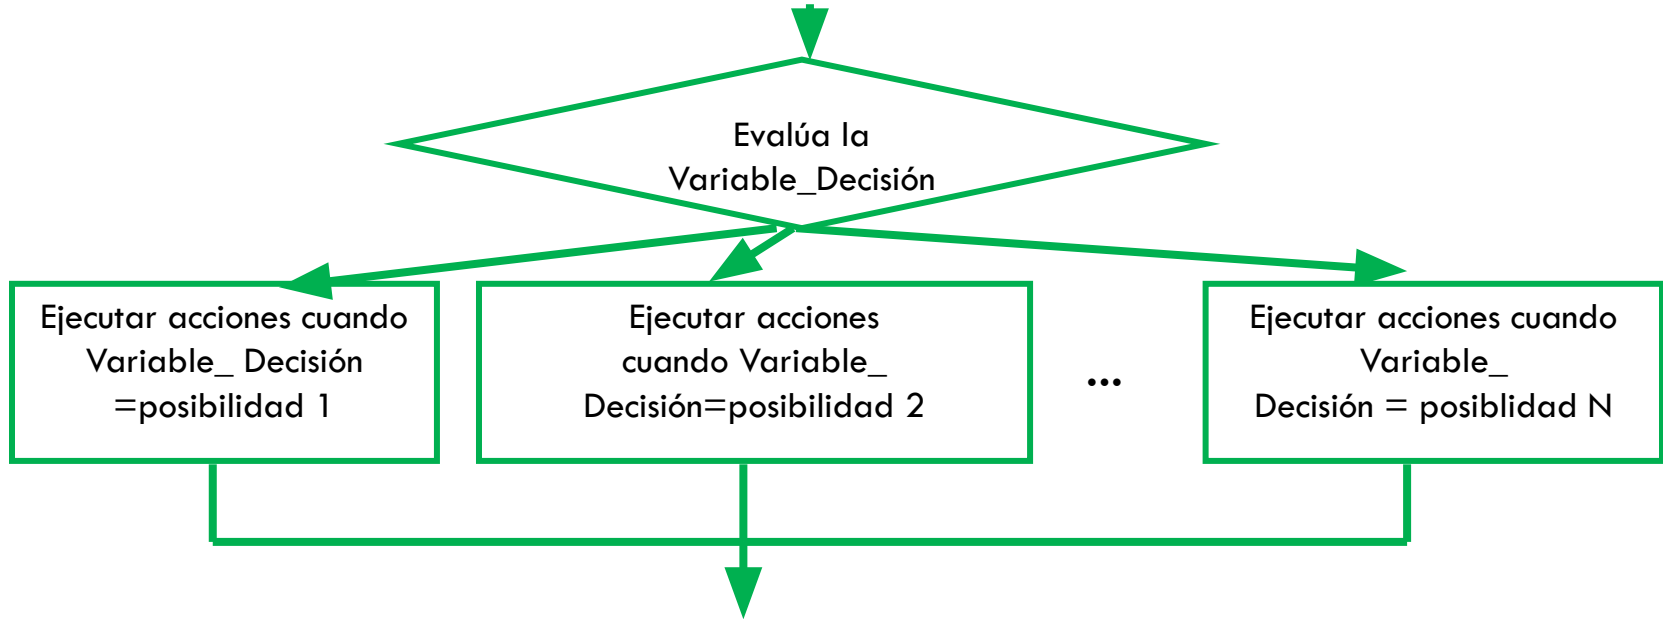 Evalúa la
Variable_Decisión
Ejecutar acciones cuando
Variable_ Decisión
=posibilidad 1
Ejecutar acciones
cuando Variable_
Decisión=posibilidad 2
...
Ejecutar acciones cuando
Variable_
Decisión = posiblidad N